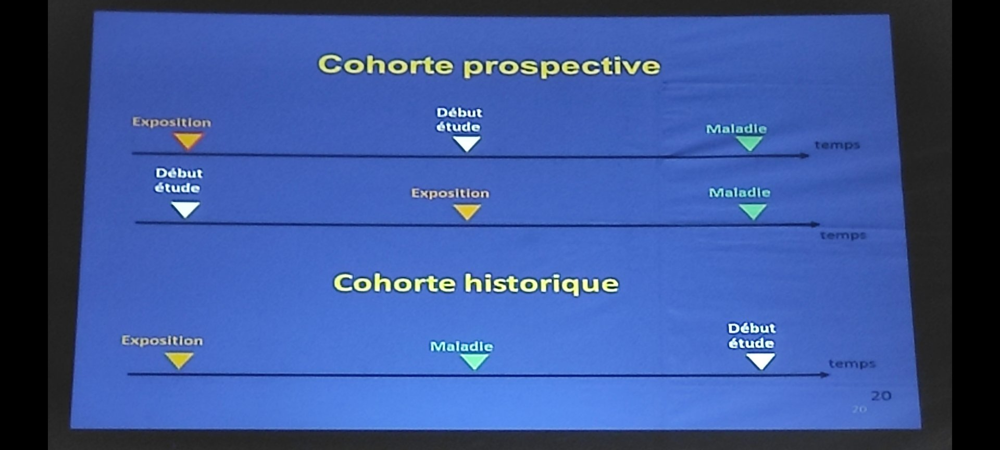 Cohorte prospective
Exposition
Début
étude
Maladie
temps
Début
étude
Exposition
Maladie
temps
Cohorte historique
Exposition
Maladie
Début
étude
temps
20
20